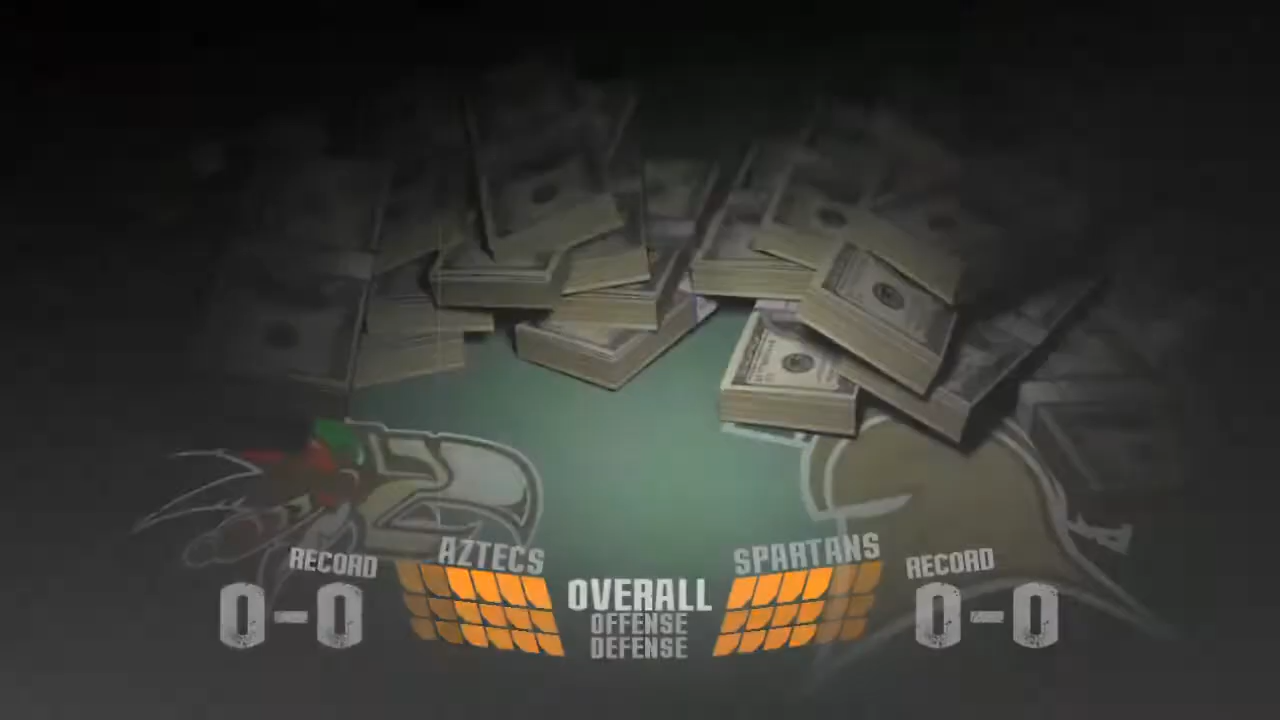 AZTECS
SPARTANS
RECORD
RECORD
0-0
OVERALL
0-0
OFFENSE
DEFENSE